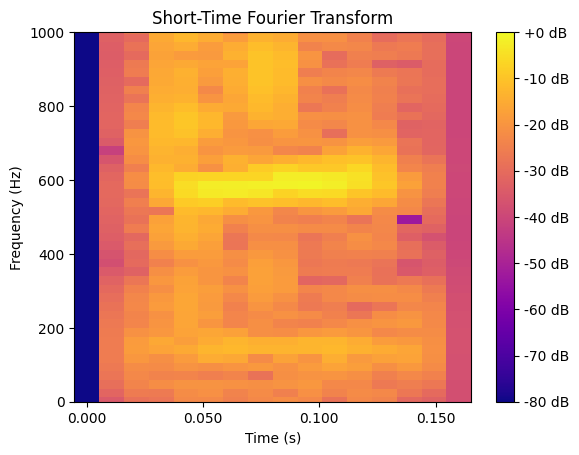 Short-Time Fourier Transform
1000
800
600
400
200
0
Frequency (Hz)
0.000
0.050
0.100
0.150
Time (s)
+0 dB
-10 dB
-20 dB
-30 dB
-40 dB
-50 dB
-60 dB
-70 dB
-80 dB